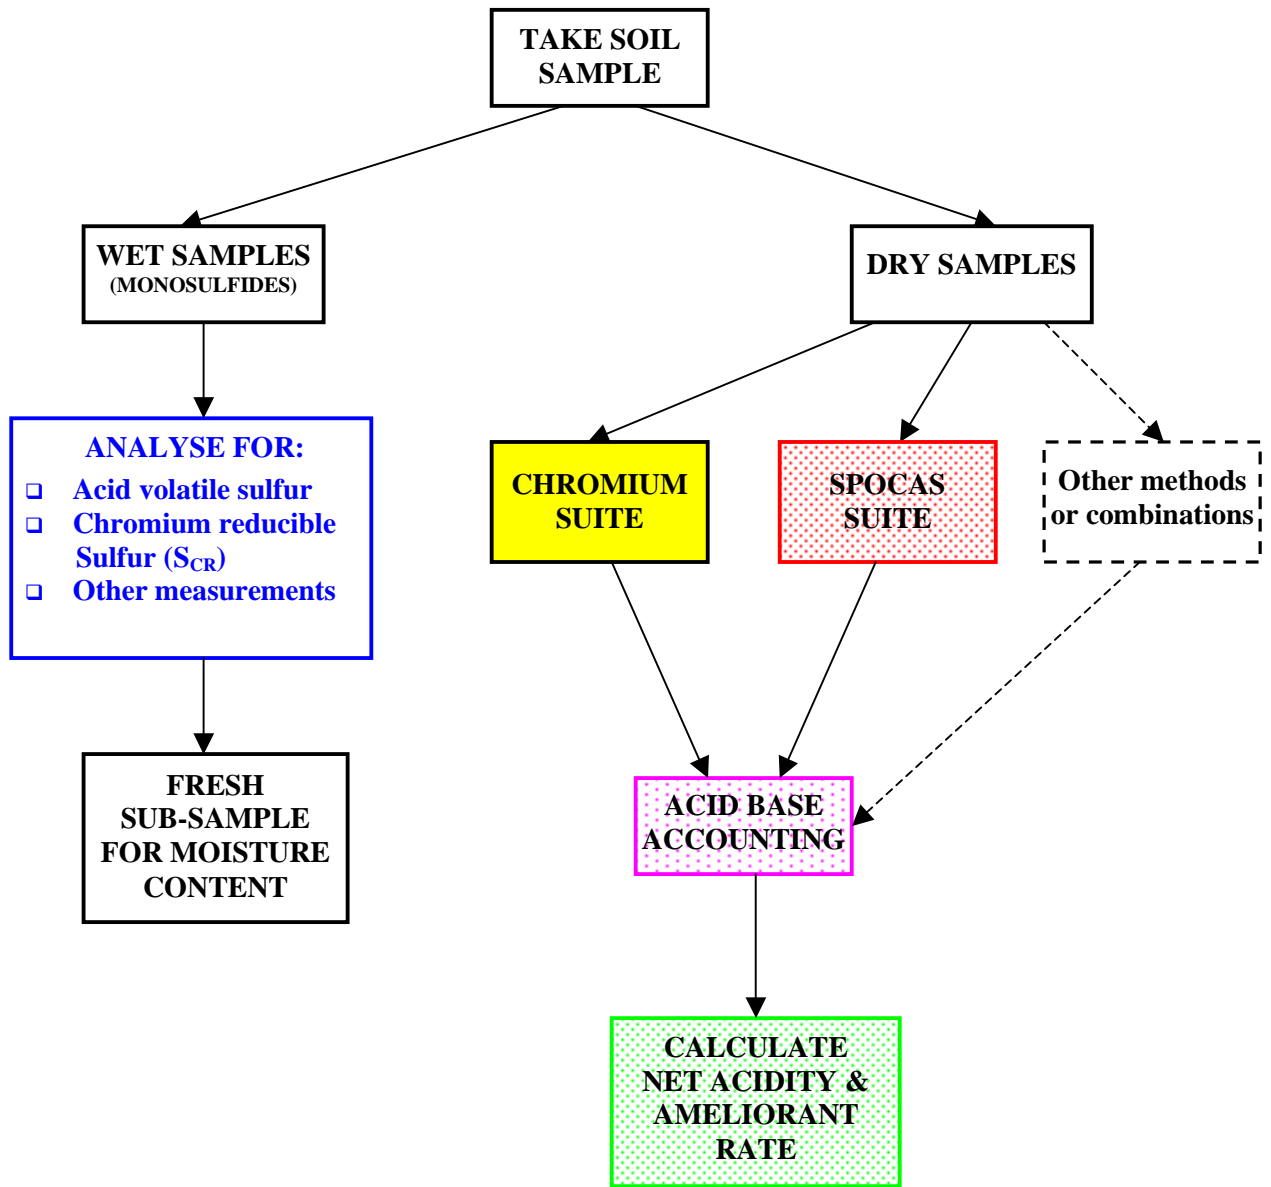 TAKE SOIL
SAMPLE
WET SAMPLES
(MONOSULFIDES)
DRY SAMPLES
ANALYSE FOR:
❑ Acid volatile sulfur
❑ Chromium reducible
Sulfur (SCR)
❑ Other measurements
CHROMIUM
SUITE
SPOCAS
SUITE
Other methods
or combinations
FRESH
SUB-SAMPLE
FOR MOISTURE
CONTENT
ACID BASE
ACCOUNTING
CALCULATE
NET ACIDITY &
AMELIORANT
RATE